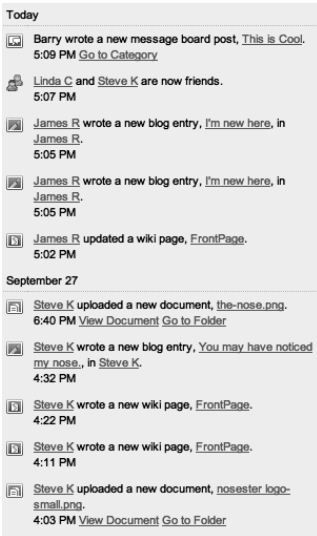 Today
Barry wrote a new message board post, This is Cool.
5:09 PM Go to Category
Linda C and Steve K are now friends.
5:07 PM
James R wrote a new blog entry, I'm new here, in
James R.
5:05 PM
James R wrote a new blog entry, I'm new here, in
James R.
5:05 PM
James R updated a wiki page, FrontPage.
5:02 PM
September 27
Steve K uploaded a new document, the-nose.png.
6:40 PM View Document Go to Folder
Steve K wrote a new blog entry, You may have noticed
my nose., in Steve K.
4:32 PM
Steve K wrote a new wiki page, FrontPage.
4:22 PM
Steve K wrote a new wiki page, FrontPage.
4:11 PM
Steve K uploaded a new document, nosester logo-
small.png.
4:03 PM View Document Go to Folder